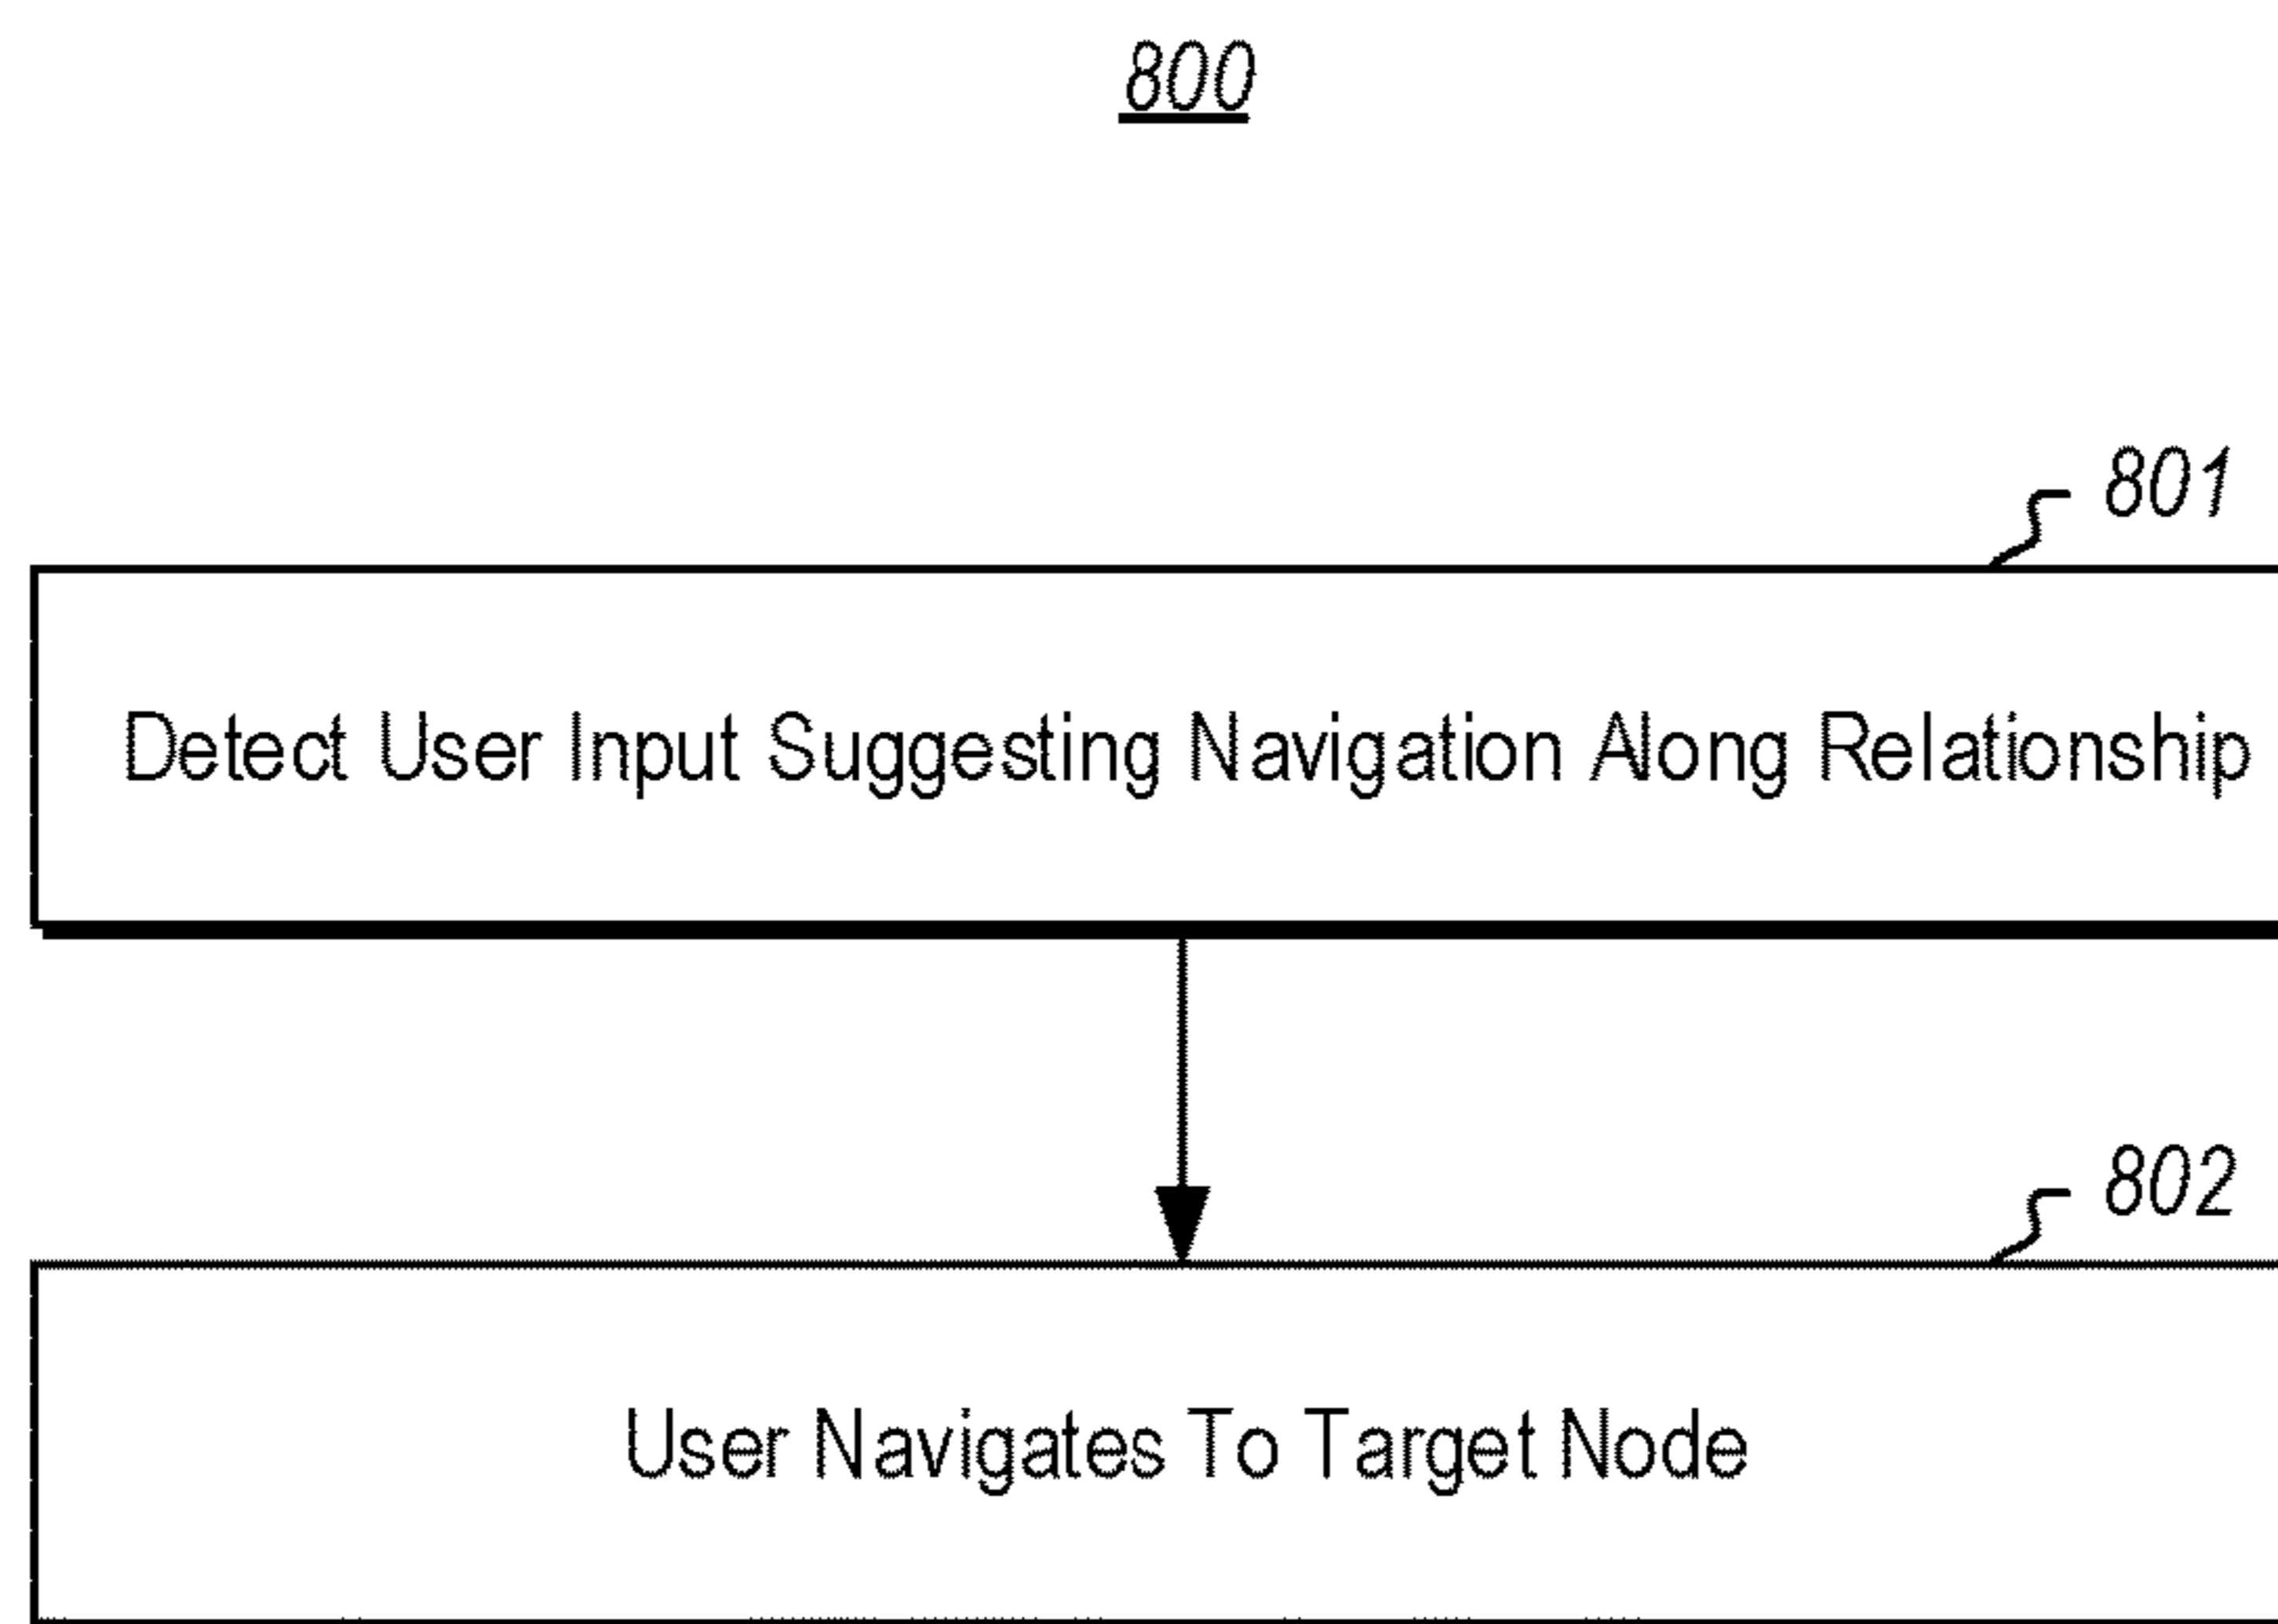 800
801
Detect User Input Suggesting Navigation Along Relationship
802
User Navigates To Target Node